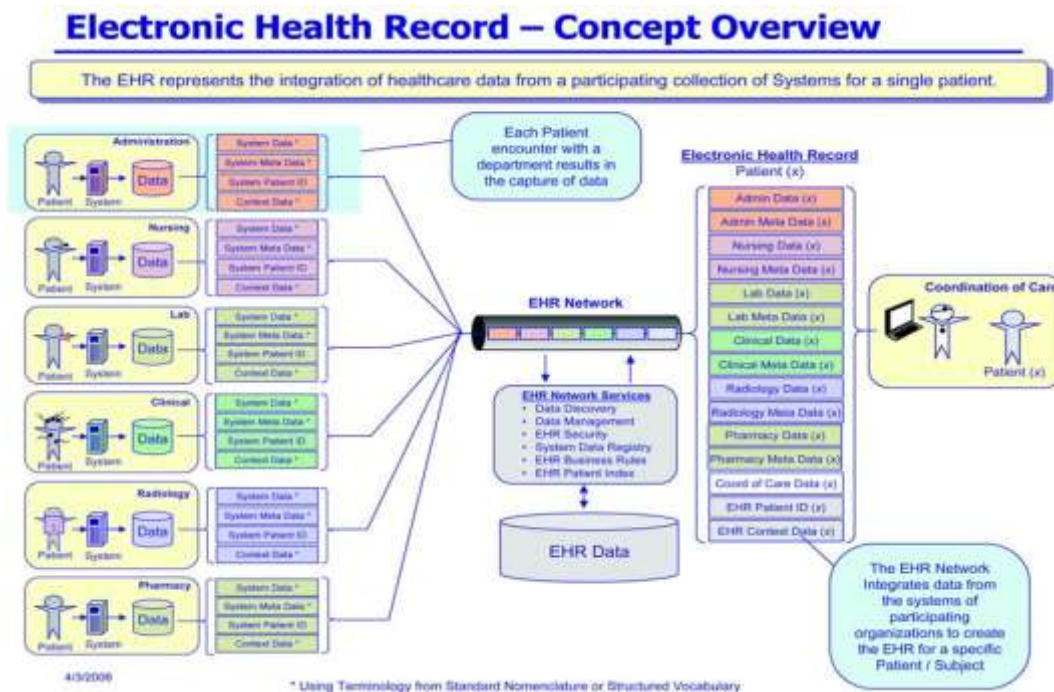 Electronic Health Record – Concept Overview
The EHR represents the integration of healthcare data from a participating collection of Systems for a single patient.
Administration
Data
Patient System
System Data *
System Meta Data *
System Patient ID
Context Data *
Nursing
Data
Patient System
System Data *
System Meta Data *
System Patient ID
Context Data *
Lab
Data
Patient System
System Data *
System Meta Data *
System Patient ID
Context Data *
Clinical
Data
Patient System
System Data *
System Meta Data *
System Patient ID
Context Data *
Radiology
Data
Patient System
System Data *
System Meta Data *
System Patient ID
Context Data *
Pharmacy
Data
Patient System
System Data *
System Meta Data *
System Patient ID
Context Data *
Each Patient
encounter with a
department results in
the capture of data
EHR Network
EHR Network Services
• Data Discovery
• Data Management
• EHR Security
• System Data Registry
• EHR Business Rules
• EHR Patient Index
EHR Data
Electronic Health Record
Patient (x)
Admin Data (x)
Admin Meta Data (x)
Nursing Data (x)
Nursing Meta Data (x)
Lab Data (x)
Lab Meta Data (x)
Clinical Data (x)
Clinical Meta Data (x)
Radiology Data (x)
Radiology Meta Data (x)
Pharmacy Data (x)
Pharmacy Meta Data (x)
Coord of Care Data (x)
EHR Patient ID (x)
EHR Context Data (x)
Coordination of Care
Patient (x)
The EHR Network
Integrates data from
the systems of
participating
organizations to create
the EHR for a specific
Patient / Subject
4/3/2006
* Using Terminology from Standard Nomenclature or Structured Vocabulary